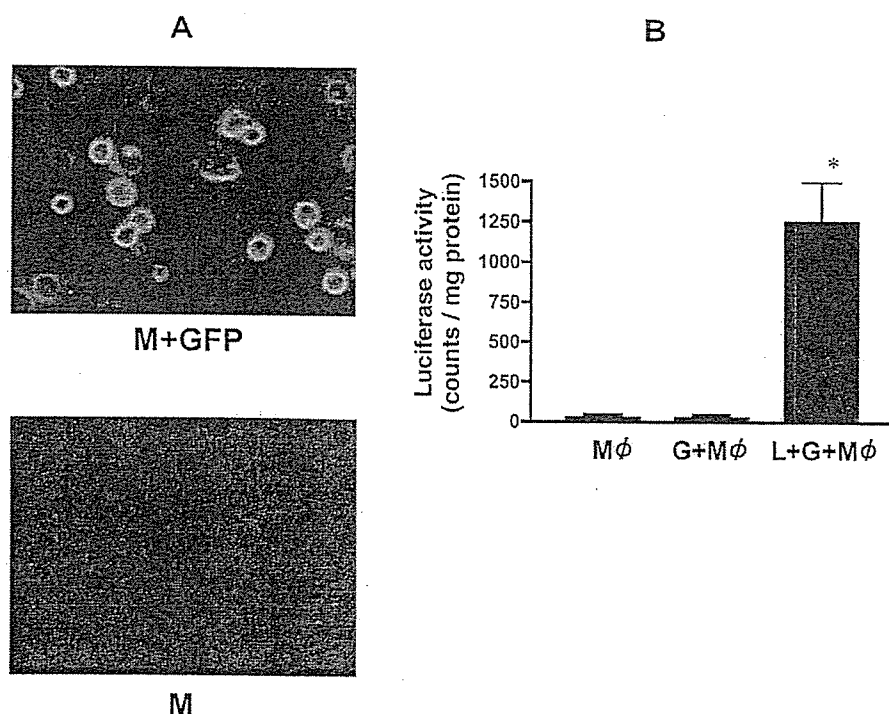 A
M+GFP
M
B
Luciferase activity
(counts / mg protein)
1500
1250
1000
750
500
250
0
*
Mϕ
G+Mϕ
L+G+Mϕ